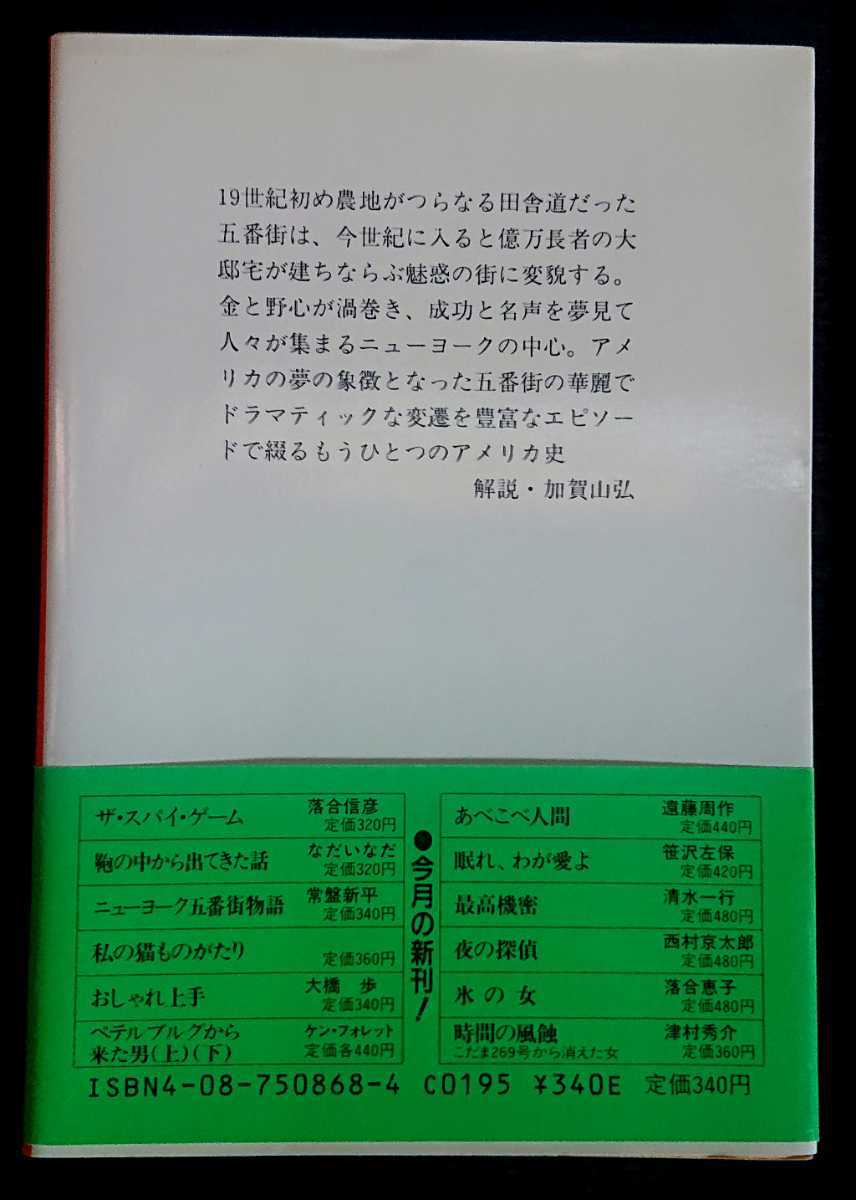 19世紀初め農地がつらなる田舎道だった
五番街は、今世紀に入ると億万長者の大
邸宅が建ちならぶ魅惑の街に変貌する。
金と野心が渦巻き、成功と名声を夢見て
人々が集まるニューヨークの中心。アメ
リカの夢の象徴となった五番街の華麗で
ドラマティックな変遷を豊富なエピソー
ドで綴るもうひとつのアメリカ史
解説・加賀山弘
ザ・スパイ・ゲーム 落合信彦
定価320円
鞄の中から出てきた話 なだいなだ
定価320円
ニューヨーク五番街物語 常盤新平
定価340円
私の猫ものがたり
定価360円
おしゃれ上手 大橋 歩
定価340円
ペテルブルグから
来た男(上)(下)
ケン・フォレット
定価各440円
●今月の新刊!
あべこべ人間 遠藤周作
定価440円
眠れ、わが愛よ 笹沢左保
定価420円
最高機密 清水一行
定価480円
夜の探偵 西村京太郎
定価480円
氷の女 落合恵子
定価480円
時間の風蝕 津村秀介
こだま269号から消えた女 定価360円
ISBN4-08-750868-4 C0195 ¥340E 定価340円